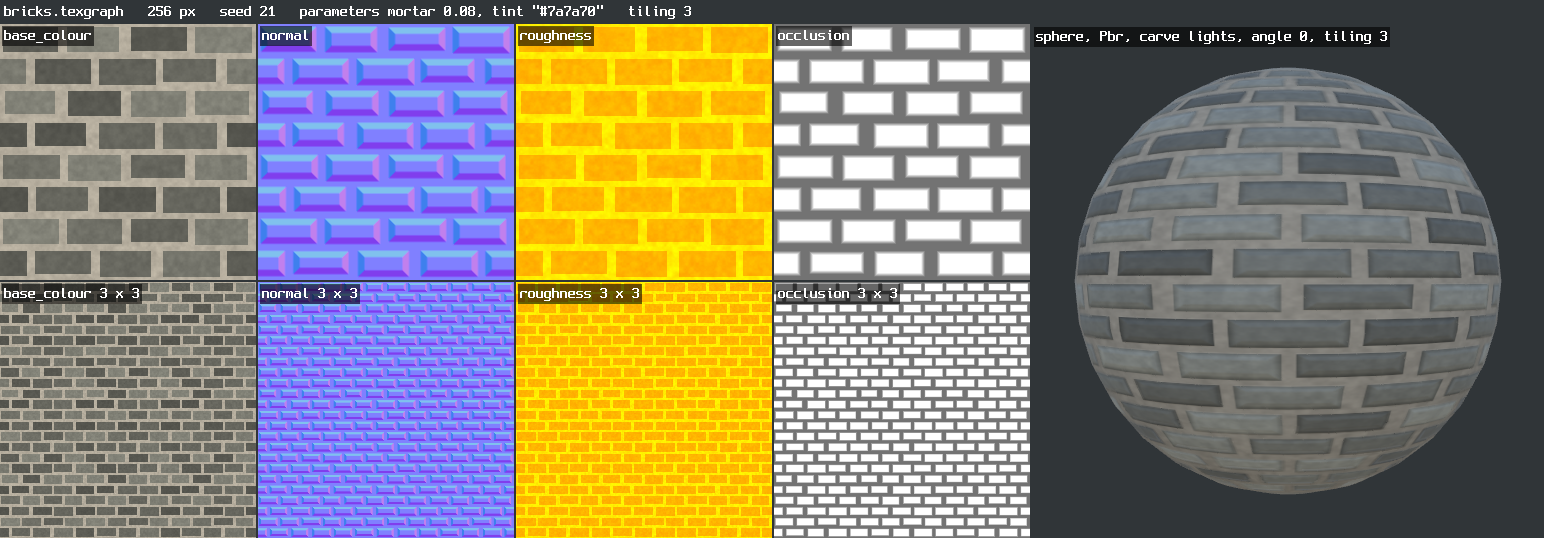 bricks.texgraph 256 px seed 21 parameters mortar 0.08, tint "#7a7a70" tiling 3
base_colour
normal
roughness
occlusion
sphere, Pbr, carve lights, angle 0, tiling 3
base_colour 3 x 3
normal 3 x 3
roughness 3 x 3
occlusion 3 x 3